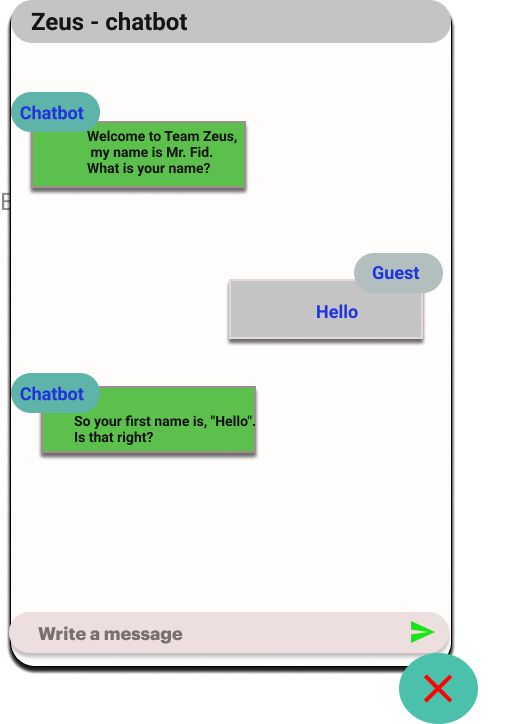 Zeus - chatbot
Chatbot
Welcome to Team Zeus,
my name is Mr. Fid.
What is your name?
Guest
Hello
Chatbot
So your first name is, "Hello".
Is that right?
Write a message